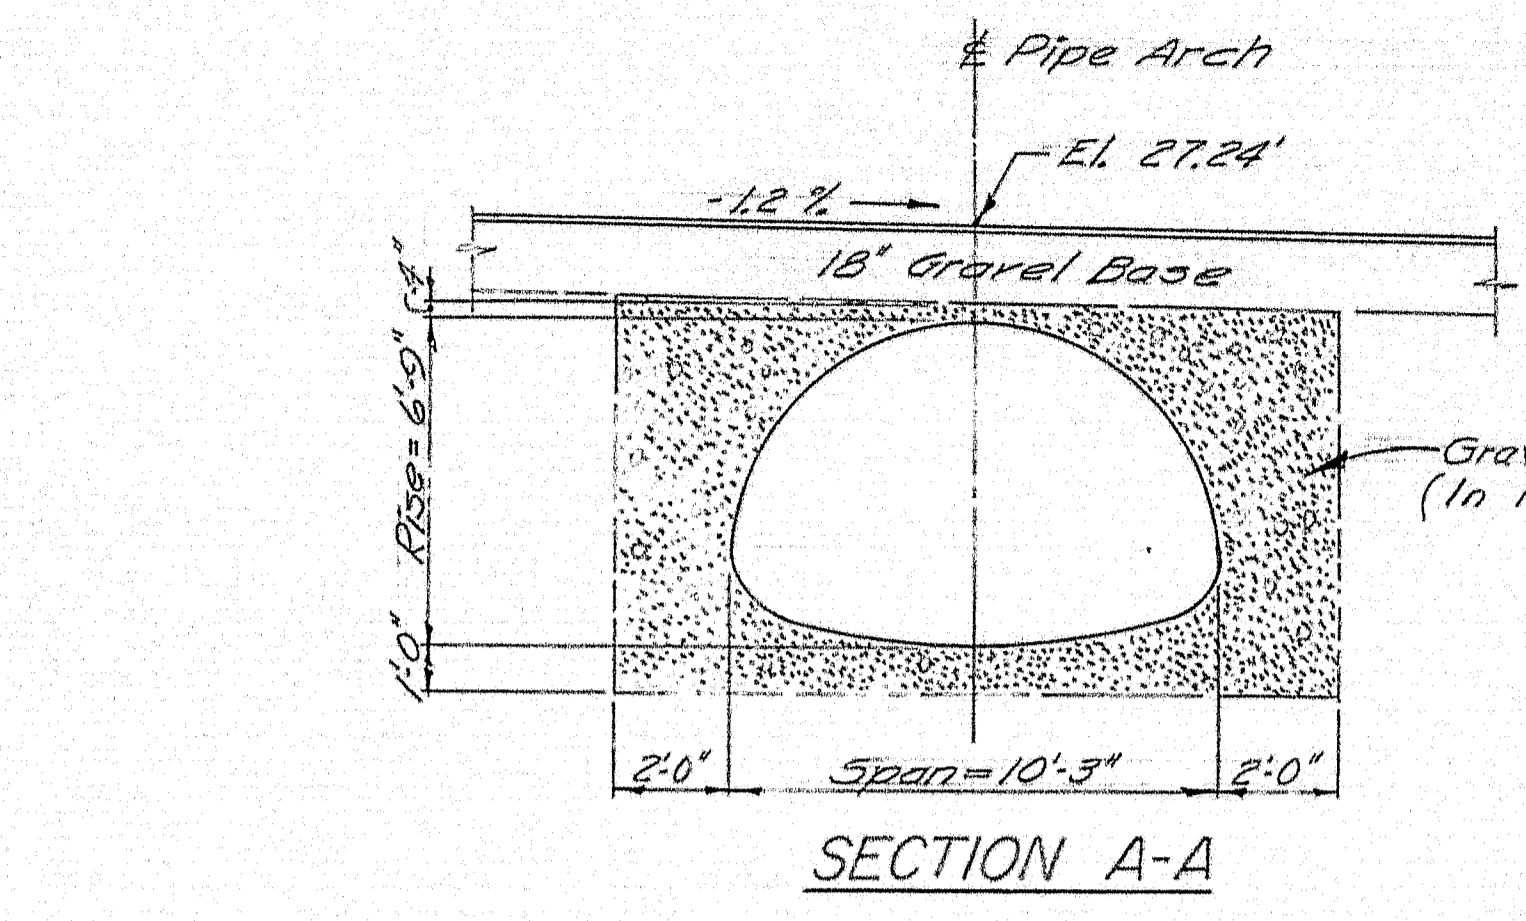 ℄ Pipe Arch
El. 27.24'
-1.2 %
18" Gravel Base
Rise = 6'-9"
1'-0"
2'-0"
Span = 10'-3"
2'-0"
(In
SECTION A-A